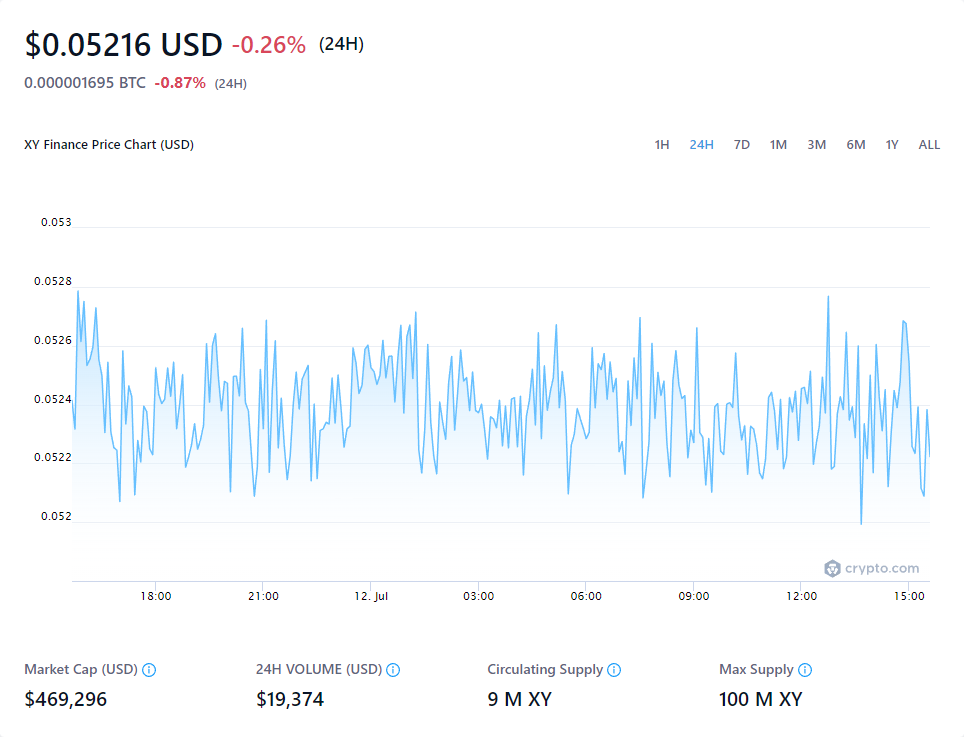 $0.05216 USD -0.26% (24H)
0.000001695 BTC -0.87% (24H)
XY Finance Price Chart (USD) 1H 24H 7D 1M 3M 6M 1Y ALL
0.053
0.0528
0.0526
0.0524
0.0522
0.052
crypto.com
18:00 21:00 12. Jul 03:00 06:00 09:00 12:00 15:00
Market Cap (USD) 24H VOLUME (USD) Circulating Supply Max Supply
$469,296 $19,374 9 M XY 100 M XY